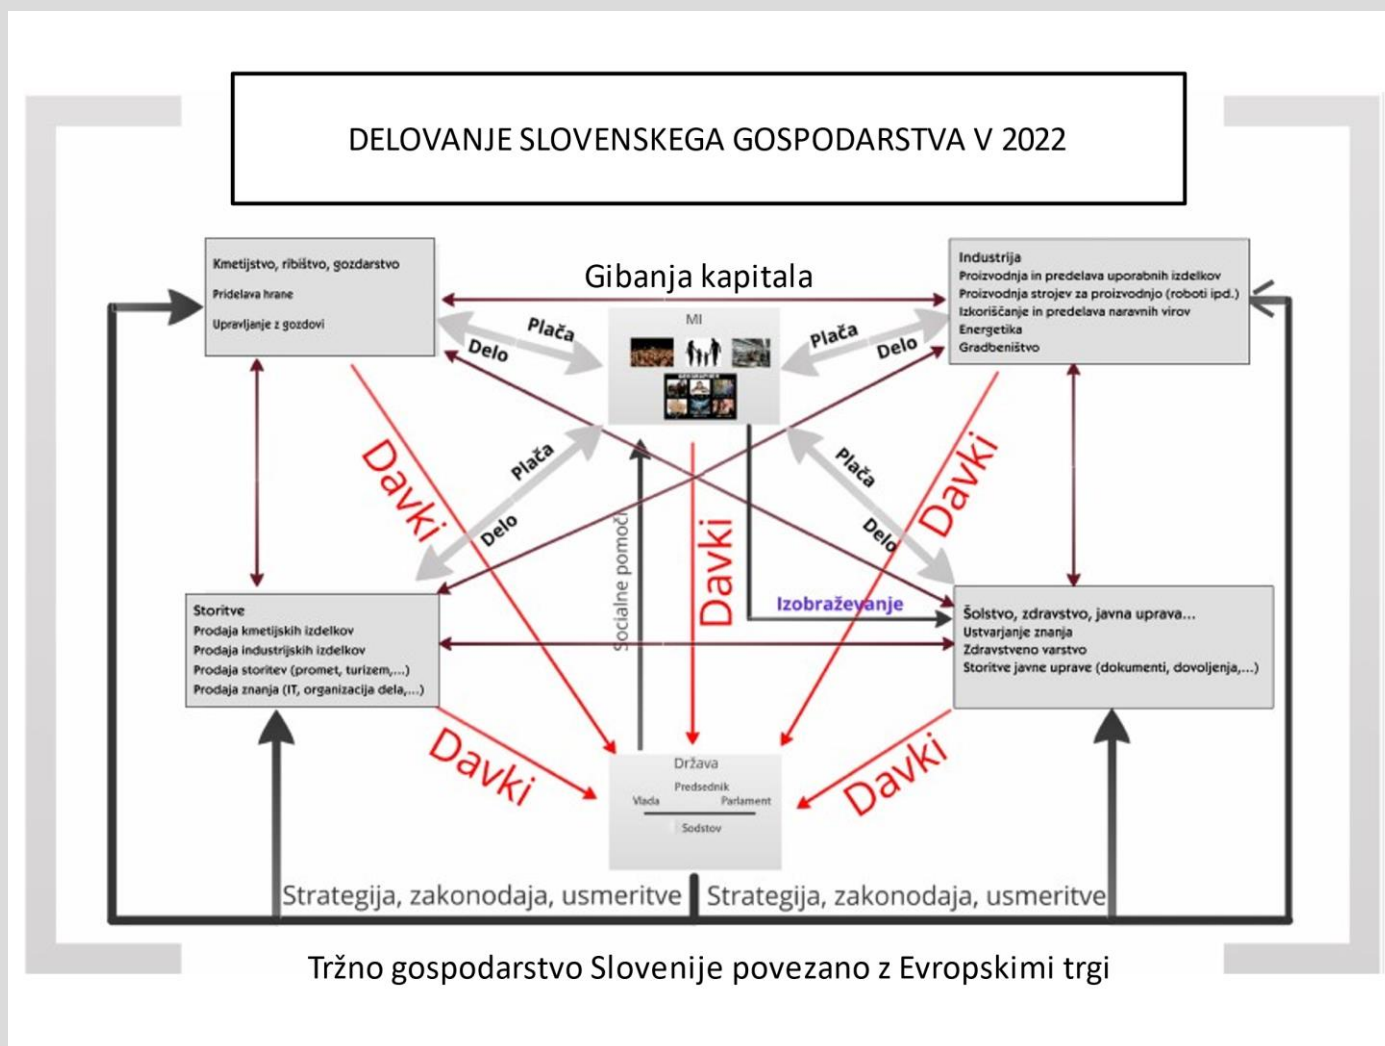 DELOVANJE SLOVENSKEGA GOSPODARSTVA V 2022
Kmetijstvo, ribištvo, gozdarstvo
Pridelava hrane
Upravljanje z gozdovi
Gibanja kapitala
Industrija
Proizvodnja in predelava uporabnih izdelkov
Proizvodnja strojev za proizvodnjo (roboti ipd.)
Izkoriščanje in predelava naravnih virov
Energetika
Gradbeništvo
MI
Plača
Delo
Plača
Delo
Plača
Delo
Plača
Delo
Davki
Davki
Davki
Socialne pomoči
Izobraževanje
Storitve
Prodaja kmetijskih izdelkov
Prodaja industrijskih izdelkov
Prodaja storitev (promet, turizem,...)
Prodaja znanja (IT, organizacija dela,...)
Šolstvo, zdravstvo, javna uprava...
Ustvarjanje znanja
Zdravstveno varstvo
Storitve javne uprave (dokumenti, dovoljenja,...)
Davki
Davki
Država
Predsednik
Vlada Parlament
Sodstov
Strategija, zakonodaja, usmeritve
Strategija, zakonodaja, usmeritve
Tržno gospodarstvo Slovenije povezano z Evropskimi trgi